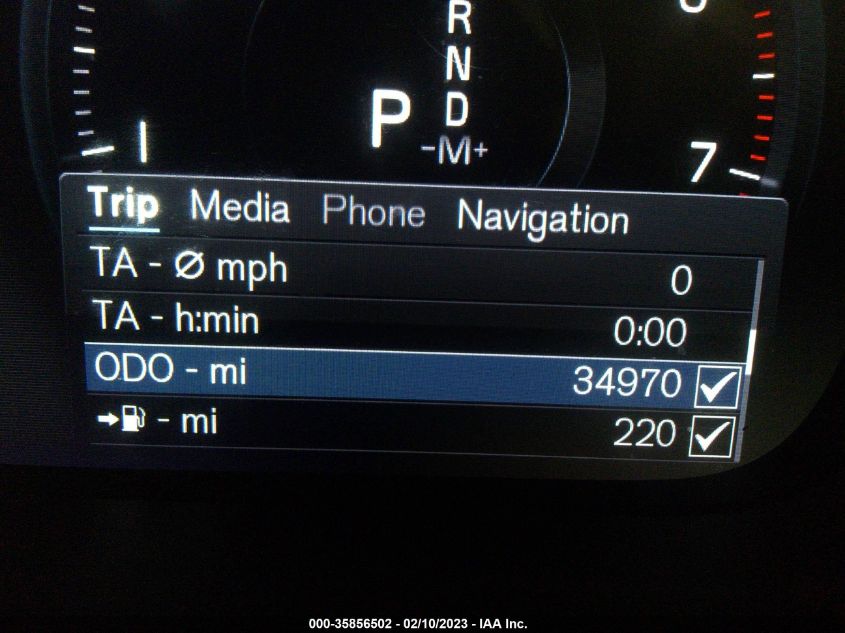 R
N
D
P
-M+
1
7
Trip Media Phone Navigation
TA - Ø mph 0
TA - h:min 0:00
ODO - mi 34970
- mi 220
000-35856502 - 02/10/2023 - IAA Inc.